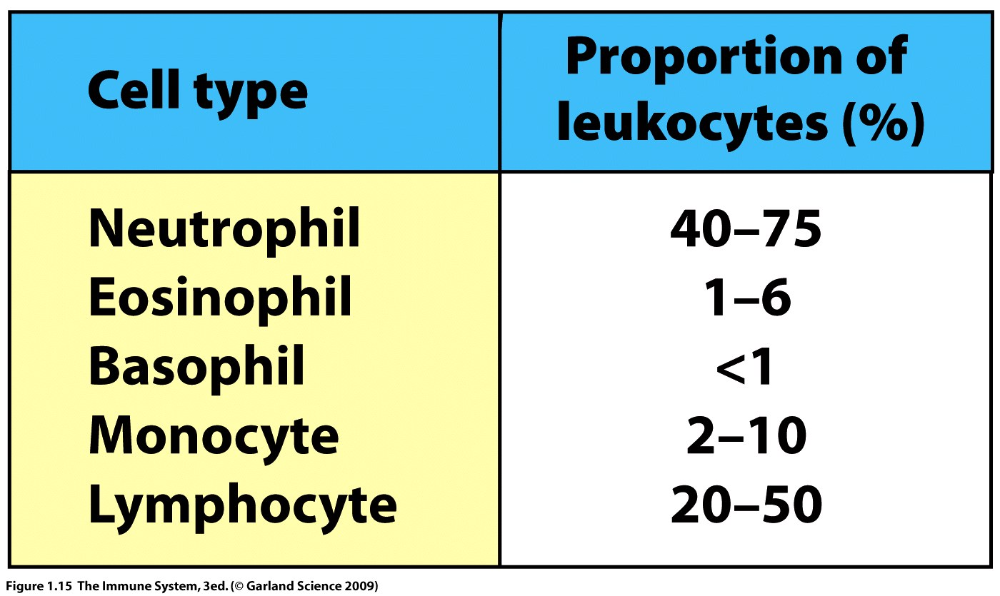 Cell type
Proportion of
leukocytes (%)
Neutrophil 40–75
Eosinophil 1–6
Basophil <1
Monocyte 2–10
Lymphocyte 20–50
Figure 1.15 The Immune System, 3ed. (© Garland Science 2009)